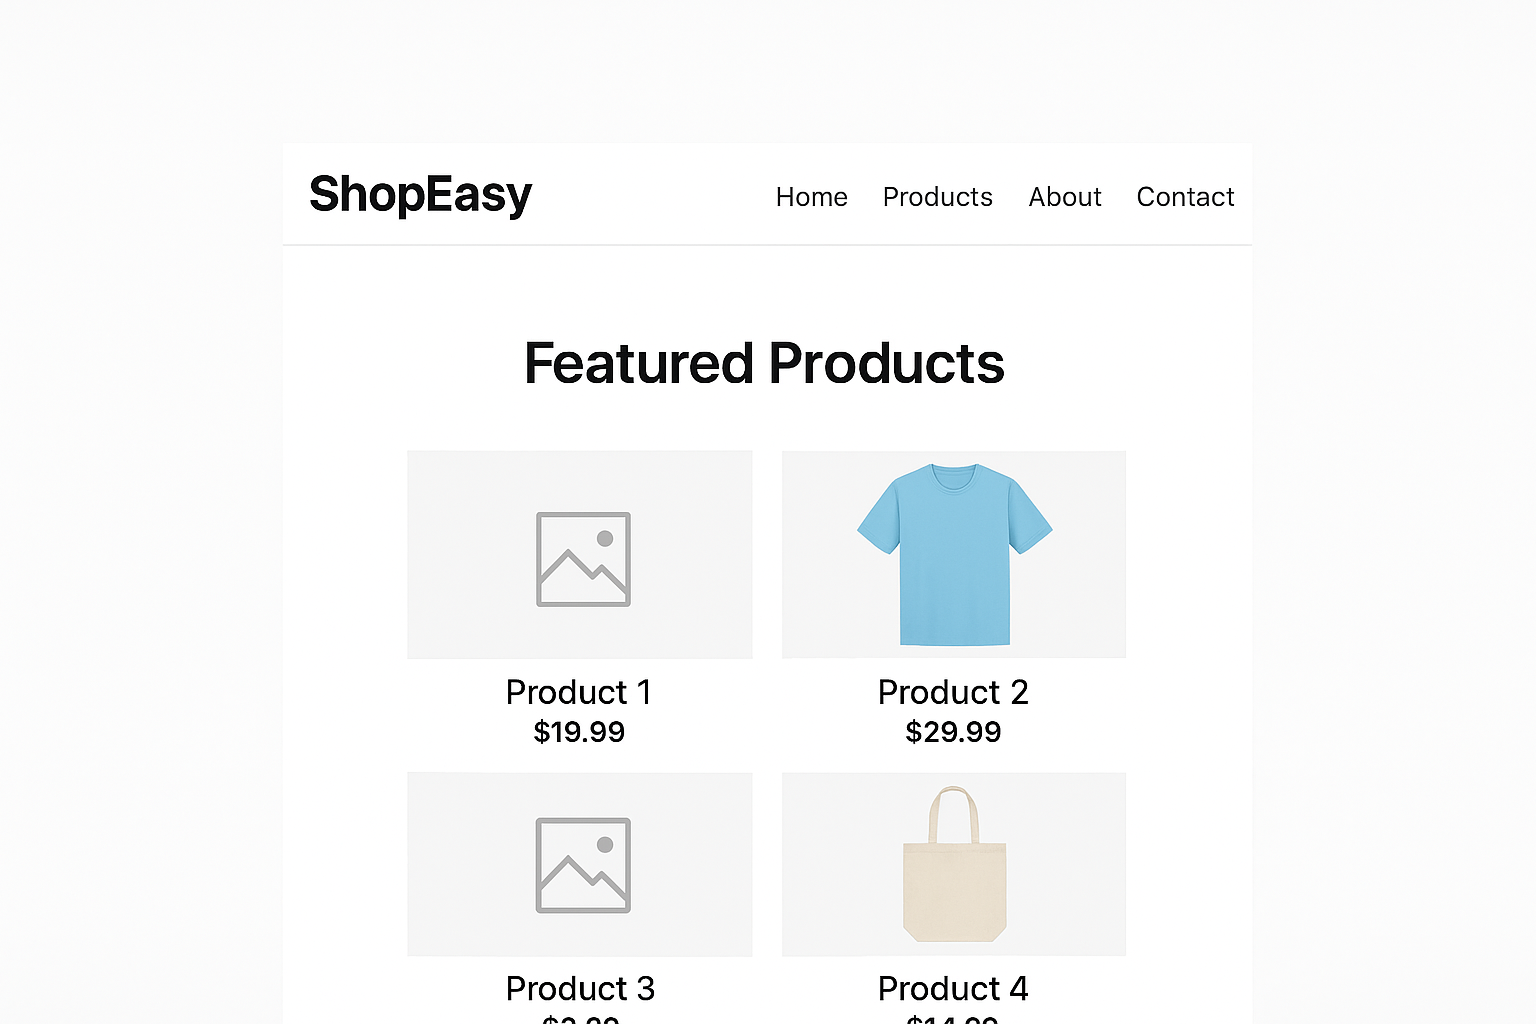 ShopEasy
Home Products About Contact
Featured Products
Product 1
$19.99
Product 2
$29.99
Product 3
Product 4